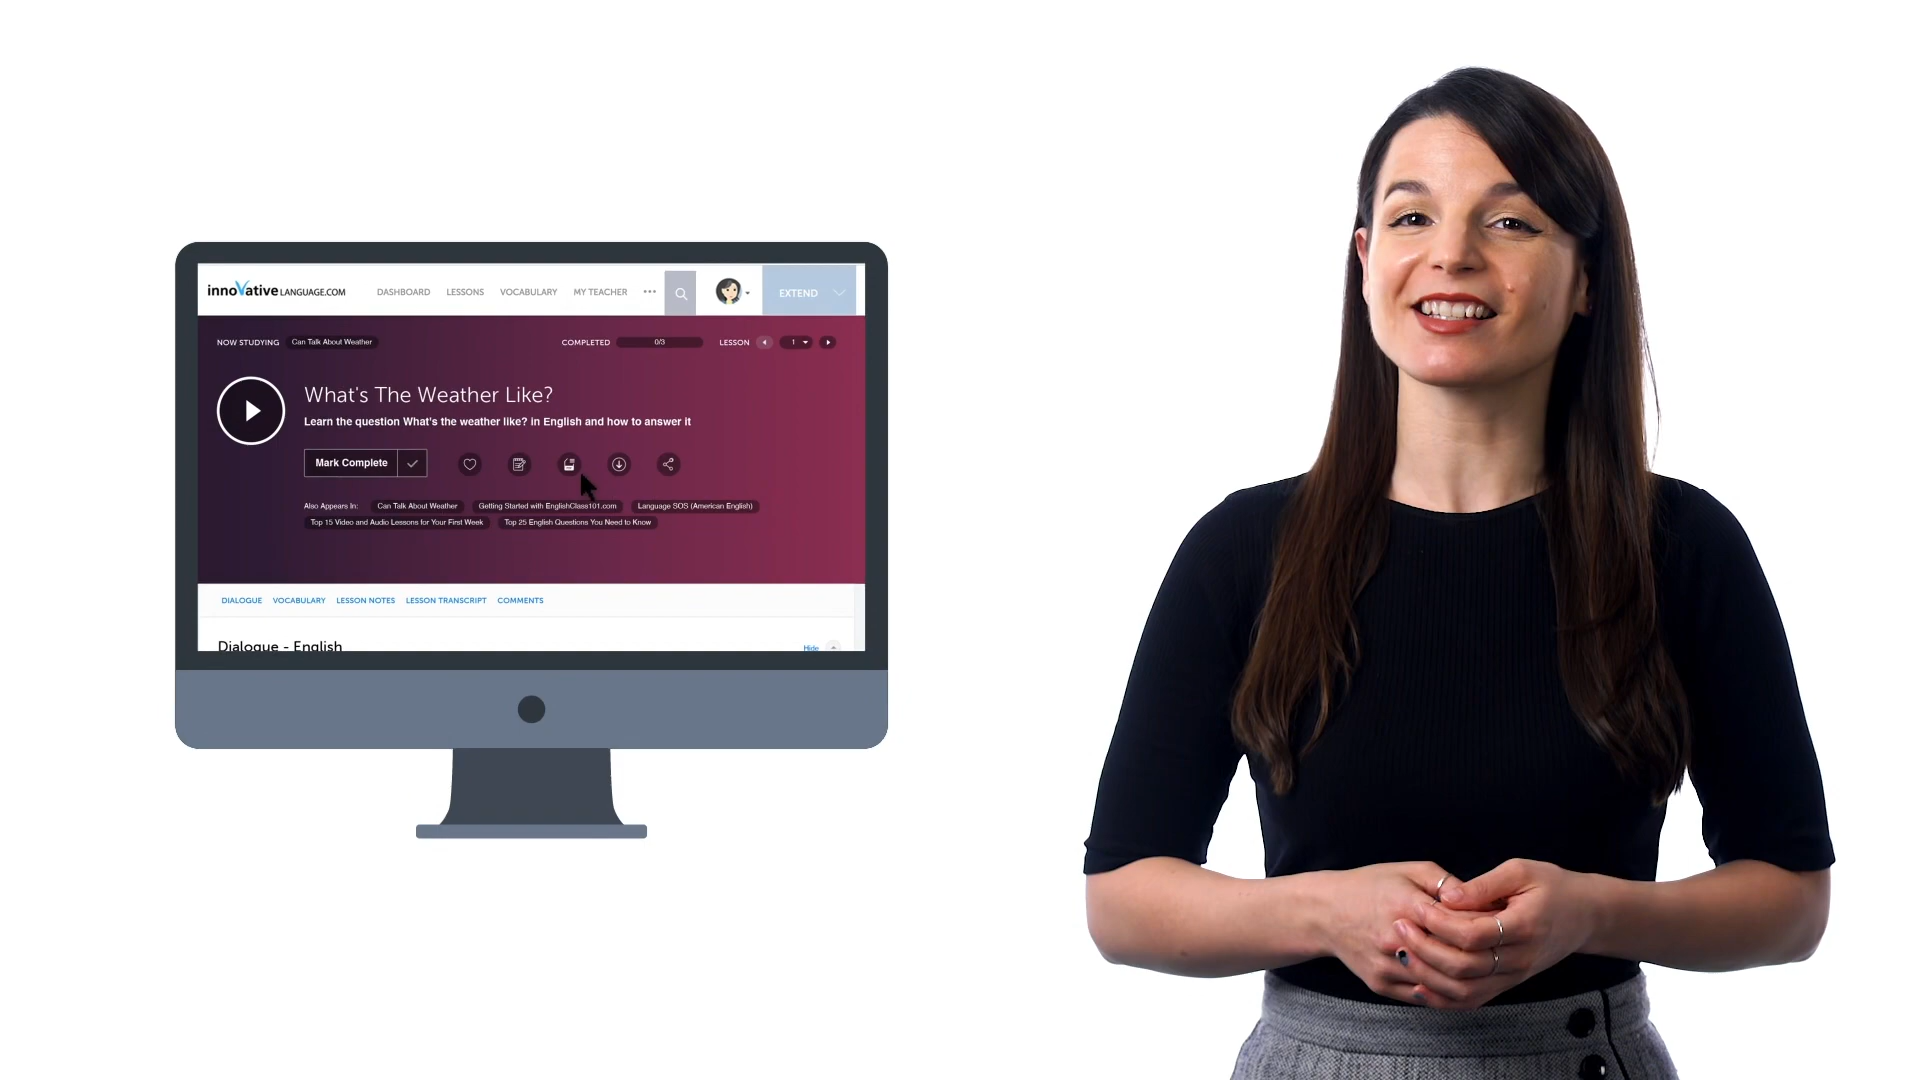 innoVative LANGUAGE.COM DASHBOARD LESSONS VOCABULARY MY TEACHER ••• EXTEND
NOW STUDYING Can Talk About Weather COMPLETED 0/3 LESSON 1
What's The Weather Like?
Learn the question What's the weather like? in English and how to answer it
Mark Complete
Also Appears In: Can Talk About Weather Getting Started with EnglishClass101.com Language SOS (American English)
Top 15 Video and Audio Lessons for Your First Week Top 25 English Questions You Need to Know
DIALOGUE VOCABULARY LESSON NOTES LESSON TRANSCRIPT COMMENTS
Dialogue - English Hide